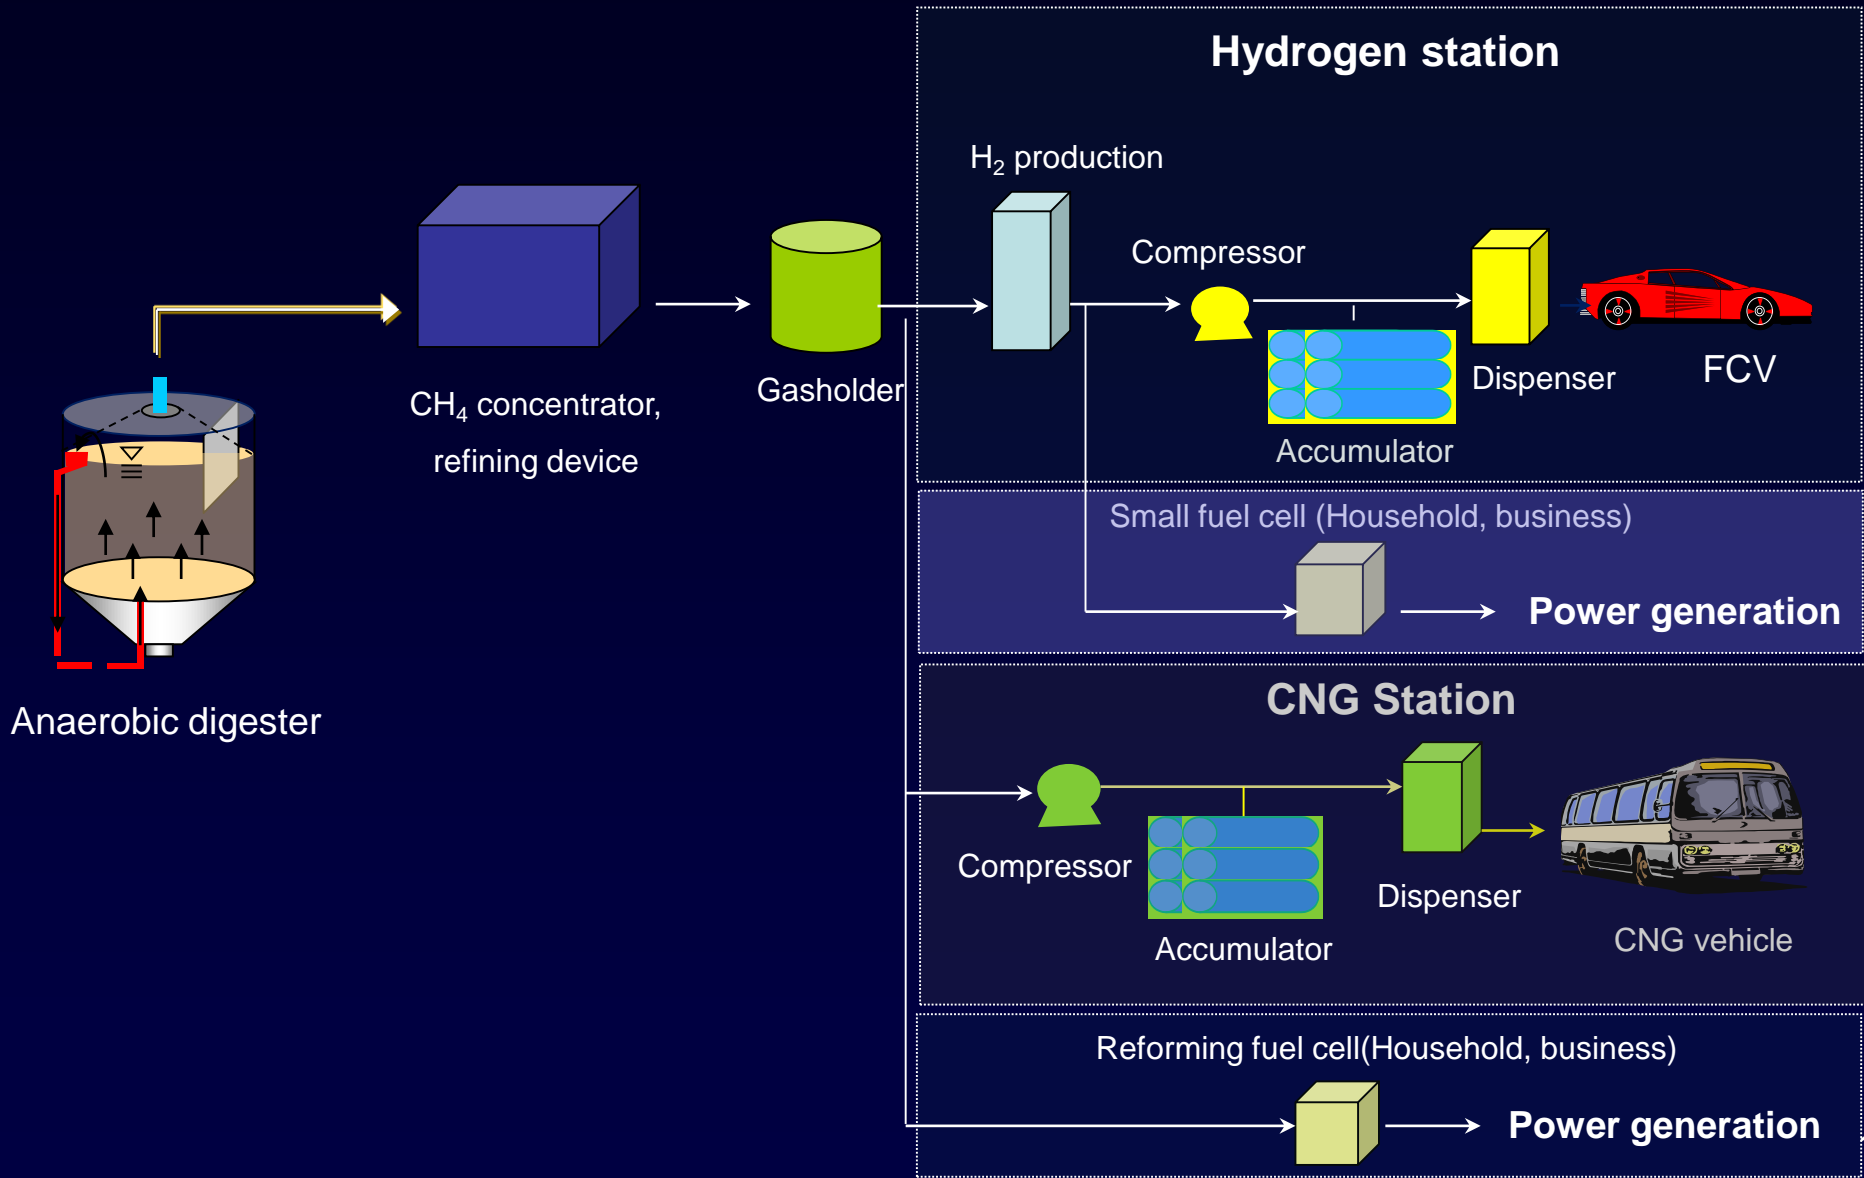 Hydrogen station
H₂ production
Compressor
Dispenser
FCV
Accumulator
Gasholder
CH₄ concentrator,
refining device
Anaerobic digester
Small fuel cell (Household, business)
Power generation
CNG Station
Compressor
Accumulator
Dispenser
CNG vehicle
Reforming fuel cell(Household, business)
Power generation